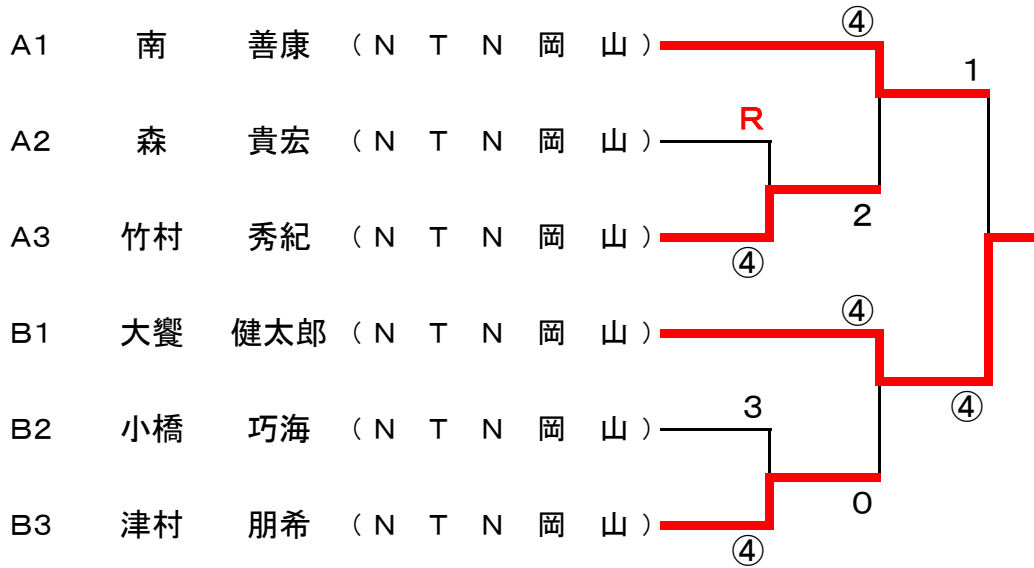 A1 南 善康 (NTN岡山) ④
1
A2 森 貴宏 (NTN岡山) R
2
A3 竹村 秀紀 (NTN岡山) ④
B1 大饗 健太郎 (NTN岡山) ④
④
B2 小橋 巧海 (NTN岡山) 3
0
B3 津村 朋希 (NTN岡山) ④